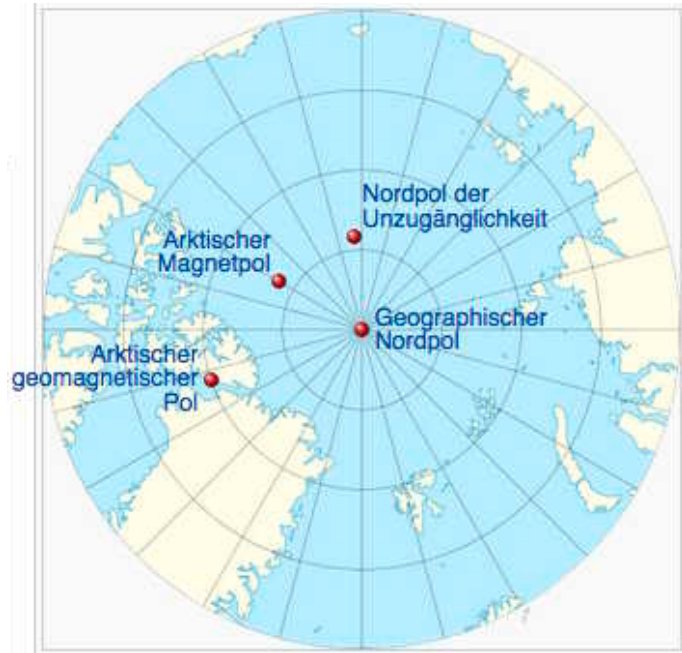 Nordpol der
Unzugänglichkeit
Arktischer
Magnetpol
Geographischer
Nordpol
Arktischer
geomagnetischer
Pol